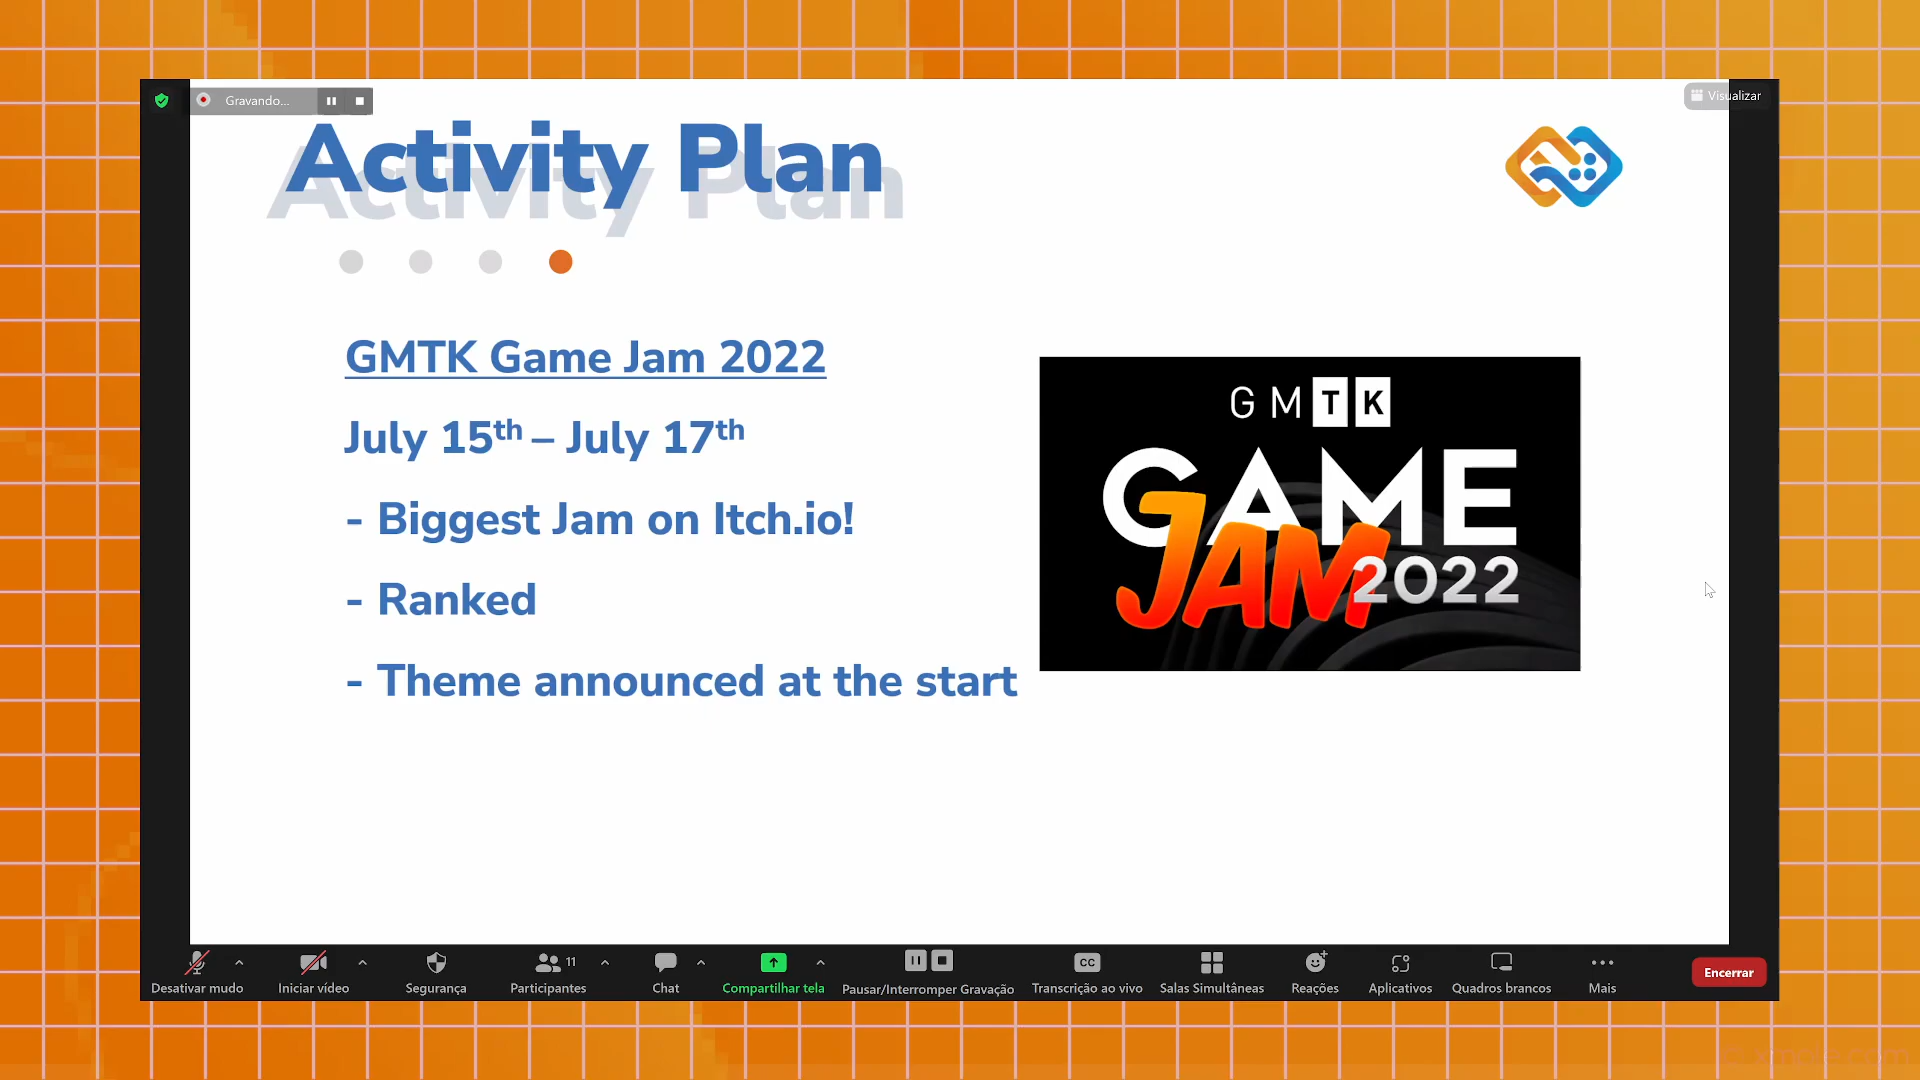 Gravando...
Visualizar
Activity Plan
GMTK Game Jam 2022
July 15th – July 17th
- Biggest Jam on Itch.io!
- Ranked
- Theme announced at the start
GMTK
GAME
JAM 2022
11
CC
Desativar mudo
Iniciar vídeo
Segurança
Participantes
Chat
Compartilhar tela
Pausar/Interromper Gravação
Transcrição ao vivo
Salas Simultâneas
Reações
Aplicativos
Quadros brancos
Mais
Encerrar